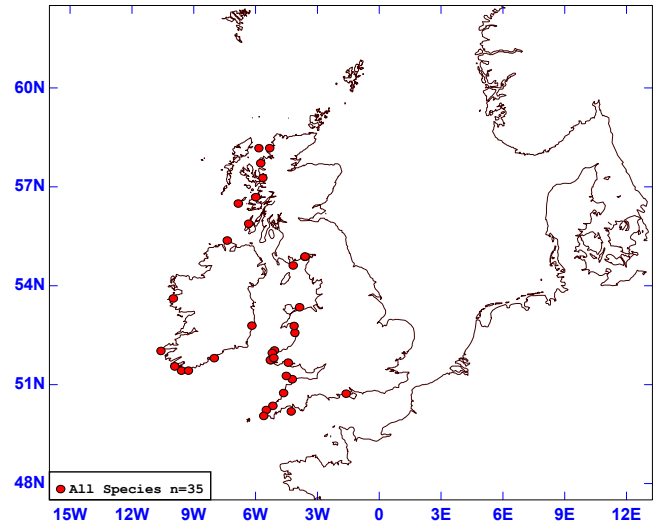 60N
57N
54N
51N
48N
All Species n=35
15W 12W 9W 6W 3W 0 3E 6E 9E 12E